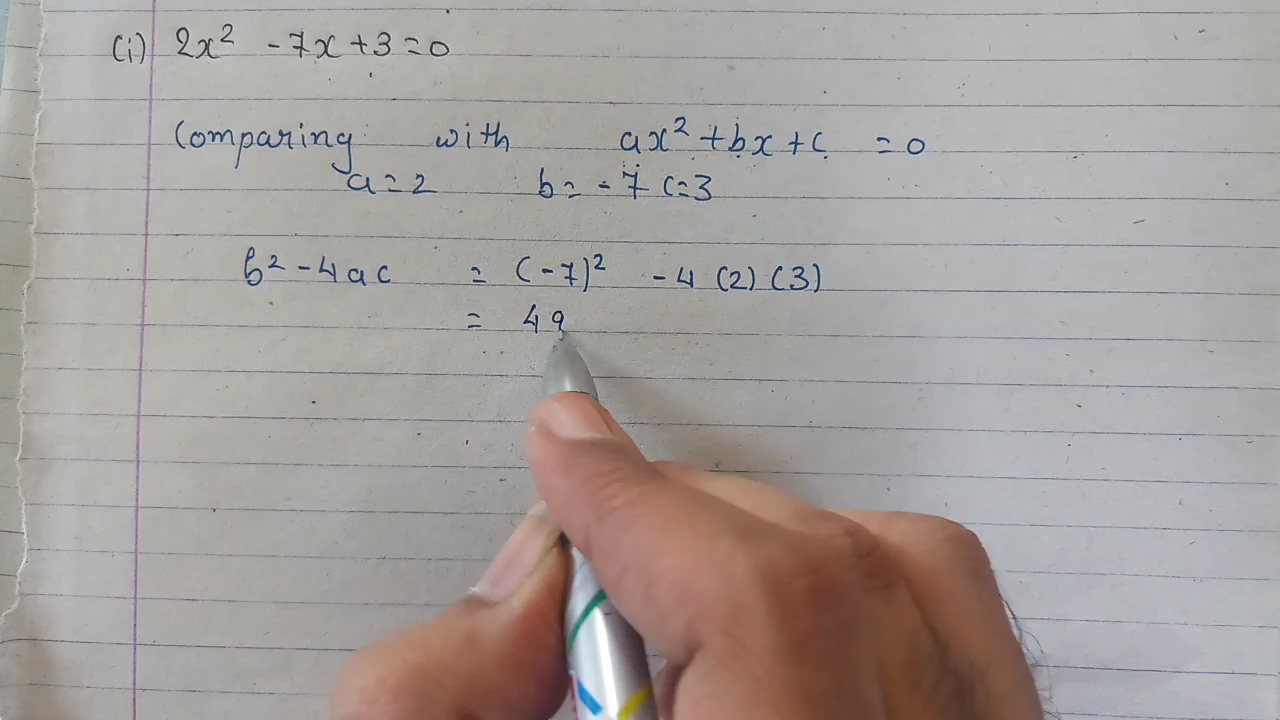 (i) 2x² - 7x + 3 = 0
Comparing with ax² + bx + c = 0
a = 2 b = - 7 c = 3
b² - 4ac = (-7)² - 4 (2) (3)
= 49